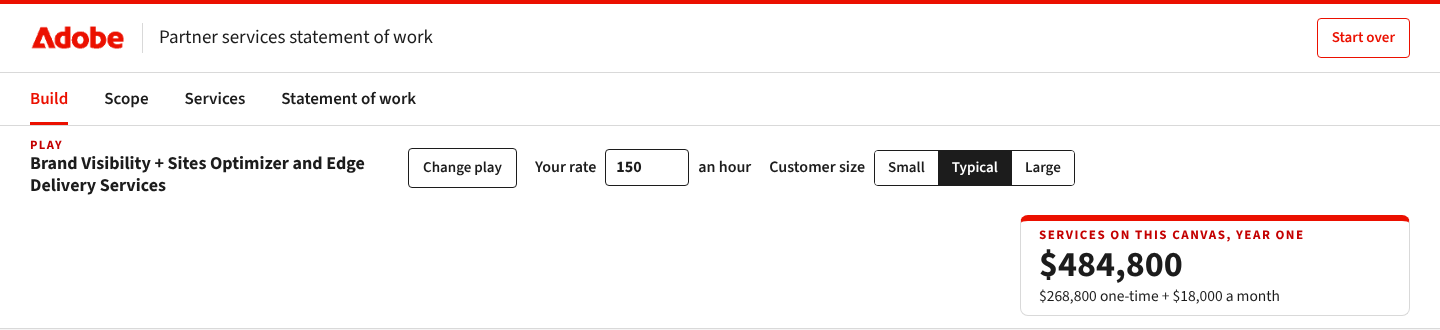 Adobe
Partner services statement of work
Start over
Build
Scope
Services
Statement of work
PLAY
Brand Visibility + Sites Optimizer and Edge
Delivery Services
Change play
Your rate
150
an hour
Customer size
Small
Typical
Large
SERVICES ON THIS CANVAS, YEAR ONE
$484,800
$268,800 one-time + $18,000 a month